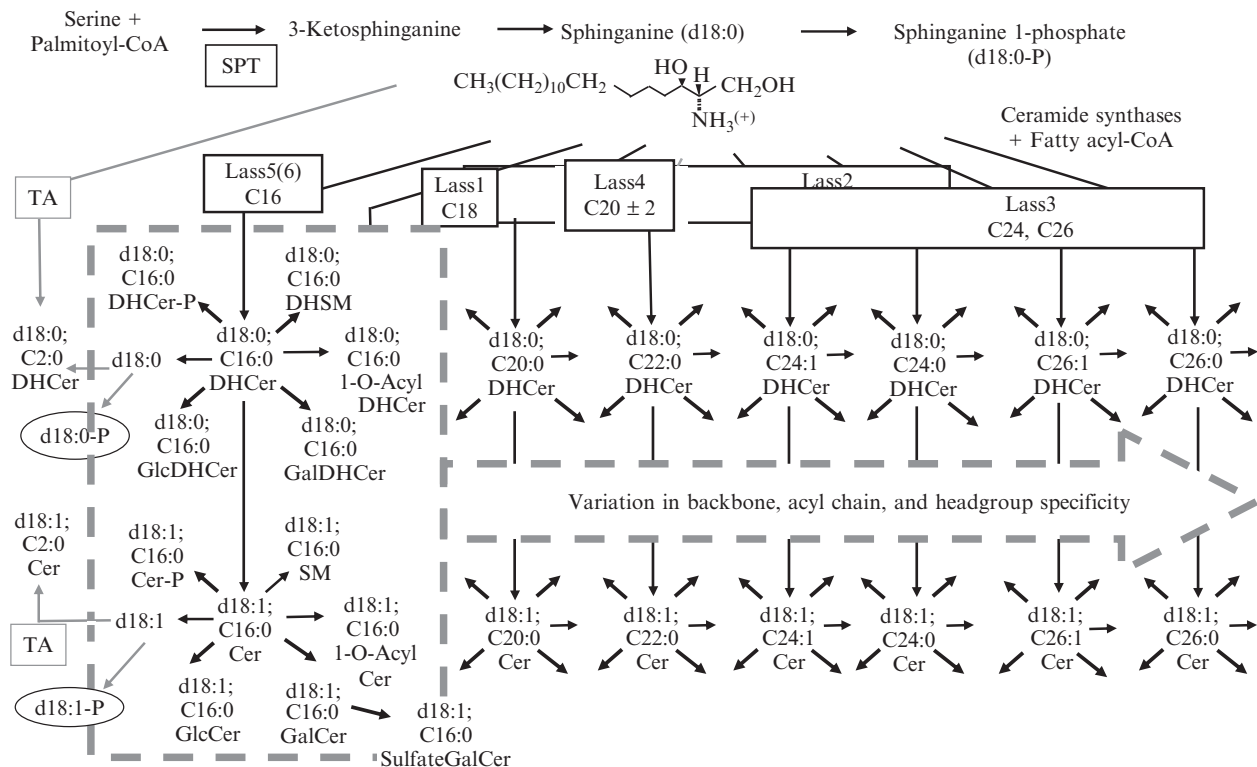 Serine +
Palmitoyl-CoA
SPT
3-Ketosphinganine
Sphinganine (d18:0)
Sphinganine 1-phosphate
(d18:0-P)
CH3(CH2)10CH2
HO
H
CH2OH
NH3(+)
Ceramide synthases
+ Fatty acyl-CoA
TA
Lass5(6)
C16
Lass1
C18
Lass4
C20 ± 2
Lass2
Lass3
C24, C26
d18:0;
C16:0
DHCer-P
d18:0;
C16:0
DHSM
d18:0;
C2:0
DHCer
d18:0
d18:0;
C16:0
DHCer
d18:0;
C16:0
1-O-Acyl
DHCer
d18:0;
C20:0
DHCer
d18:0;
C22:0
DHCer
d18:0;
C24:1
DHCer
d18:0;
C24:0
DHCer
d18:0;
C26:1
DHCer
d18:0;
C26:0
DHCer
d18:0-P
d18:0;
C16:0
GlcDHCer
d18:0;
C16:0
GalDHCer
Variation in backbone, acyl chain, and headgroup specificity
d18:1;
C2:0
Cer
d18:1;
C16:0
Cer-P
d18:1;
C16:0
SM
TA
d18:1
d18:1;
C16:0
Cer
d18:1;
C16:0
1-O-Acyl
Cer
d18:1;
C20:0
Cer
d18:1;
C22:0
Cer
d18:1;
C24:1
Cer
d18:1;
C24:0
Cer
d18:1;
C26:1
Cer
d18:1;
C26:0
Cer
d18:1-P
d18:1;
C16:0
GlcCer
d18:1;
C16:0
GalCer
d18:1;
C16:0
SulfateGalCer